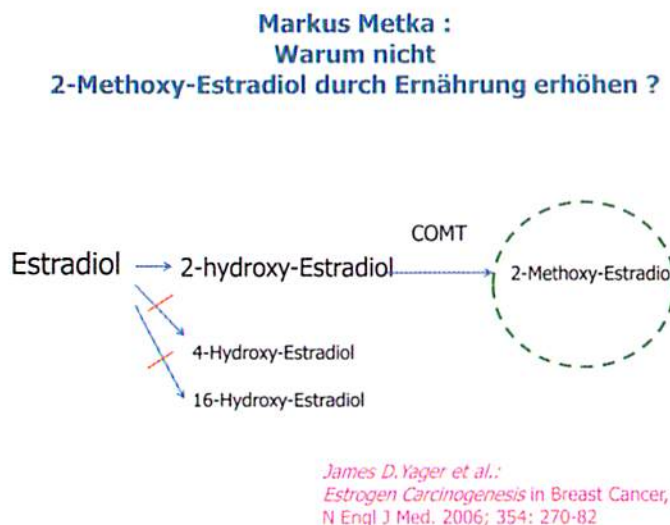 Markus Metka :
Warum nicht
2-Methoxy-Estradiol durch Ernährung erhöhen ?
COMT
Estradiol 2-hydroxy-Estradiol 2-Methoxy-Estradio
4-Hydroxy-Estradiol
16-Hydroxy-Estradiol
James D.Yager et al.:
Estrogen Carcinogenesis in Breast Cancer,
N Engl J Med. 2006; 354: 270-82